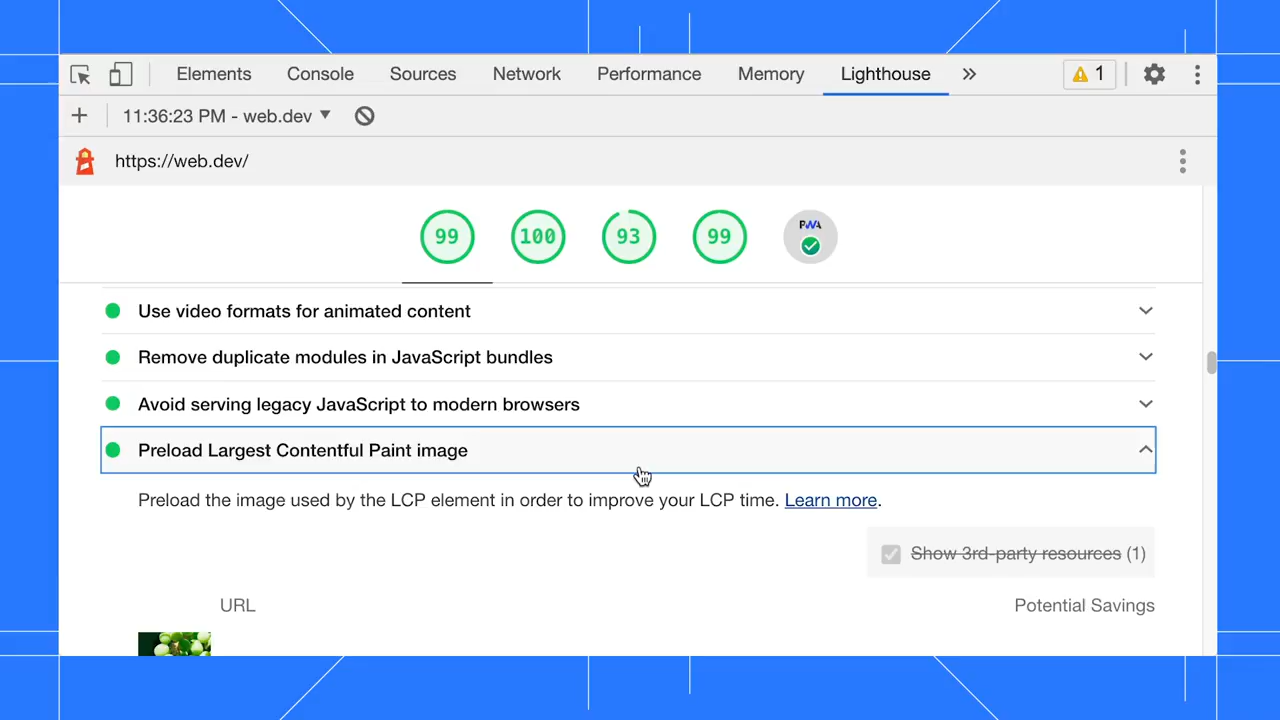 Elements Console Sources Network Performance Memory Lighthouse » 1
+ 11:36:23 PM - web.dev
https://web.dev/
99 100 93 99 PWA
Use video formats for animated content
Remove duplicate modules in JavaScript bundles
Avoid serving legacy JavaScript to modern browsers
Preload Largest Contentful Paint image
Preload the image used by the LCP element in order to improve your LCP time. Learn more.
Show 3rd-party resources (1)
URL Potential Savings